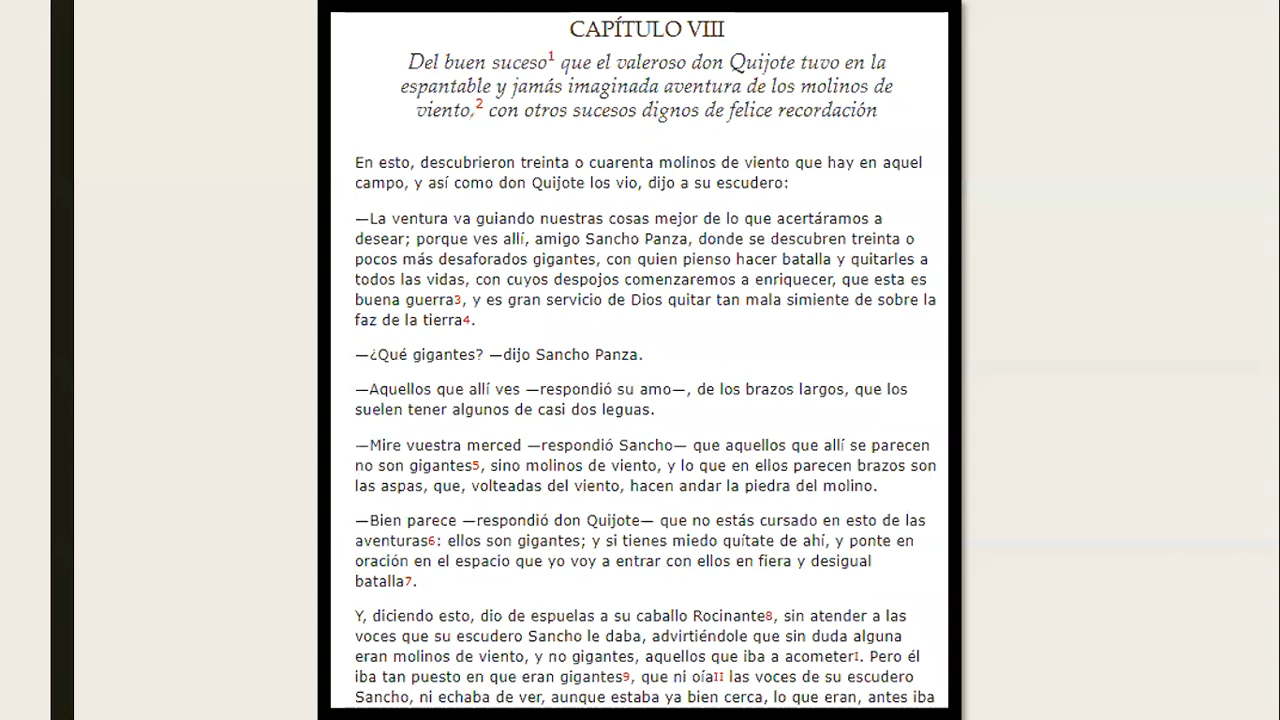 CAPÍTULO VIII
Del buen suceso1 que el valeroso don Quijote tuvo en la
espantable y jamás imaginada aventura de los molinos de
viento,2 con otros sucesos dignos de felice recordación
En esto, descubrieron treinta o cuarenta molinos de viento que hay en aquel
campo, y así como don Quijote los vio, dijo a su escudero:
—La ventura va guiando nuestras cosas mejor de lo que acertáramos a
desear; porque ves allí, amigo Sancho Panza, donde se descubren treinta o
pocos más desaforados gigantes, con quien pienso hacer batalla y quitarles a
todos las vidas, con cuyos despojos comenzaremos a enriquecer, que esta es
buena guerra3, y es gran servicio de Dios quitar tan mala simiente de sobre la
faz de la tierra4.
—¿Qué gigantes? —dijo Sancho Panza.
—Aquellos que allí ves —respondió su amo—, de los brazos largos, que los
suelen tener algunos de casi dos leguas.
—Mire vuestra merced —respondió Sancho— que aquellos que allí se parecen
no son gigantes5, sino molinos de viento, y lo que en ellos parecen brazos son
las aspas, que, volteadas del viento, hacen andar la piedra del molino.
—Bien parece —respondió don Quijote— que no estás cursado en esto de las
aventuras6: ellos son gigantes; y si tienes miedo quítate de ahí, y ponte en
oración en el espacio que yo voy a entrar con ellos en fiera y desigual
batalla7.
Y, diciendo esto, dio de espuelas a su caballo Rocinante8, sin atender a las
voces que su escudero Sancho le daba, advirtiéndole que sin duda alguna
eran molinos de viento, y no gigantes, aquellos que iba a acometerI. Pero él
iba tan puesto en que eran gigantes9, que ni oíaII las voces de su escudero
Sancho, ni echaba de ver, aunque estaba ya bien cerca, lo que eran, antes iba